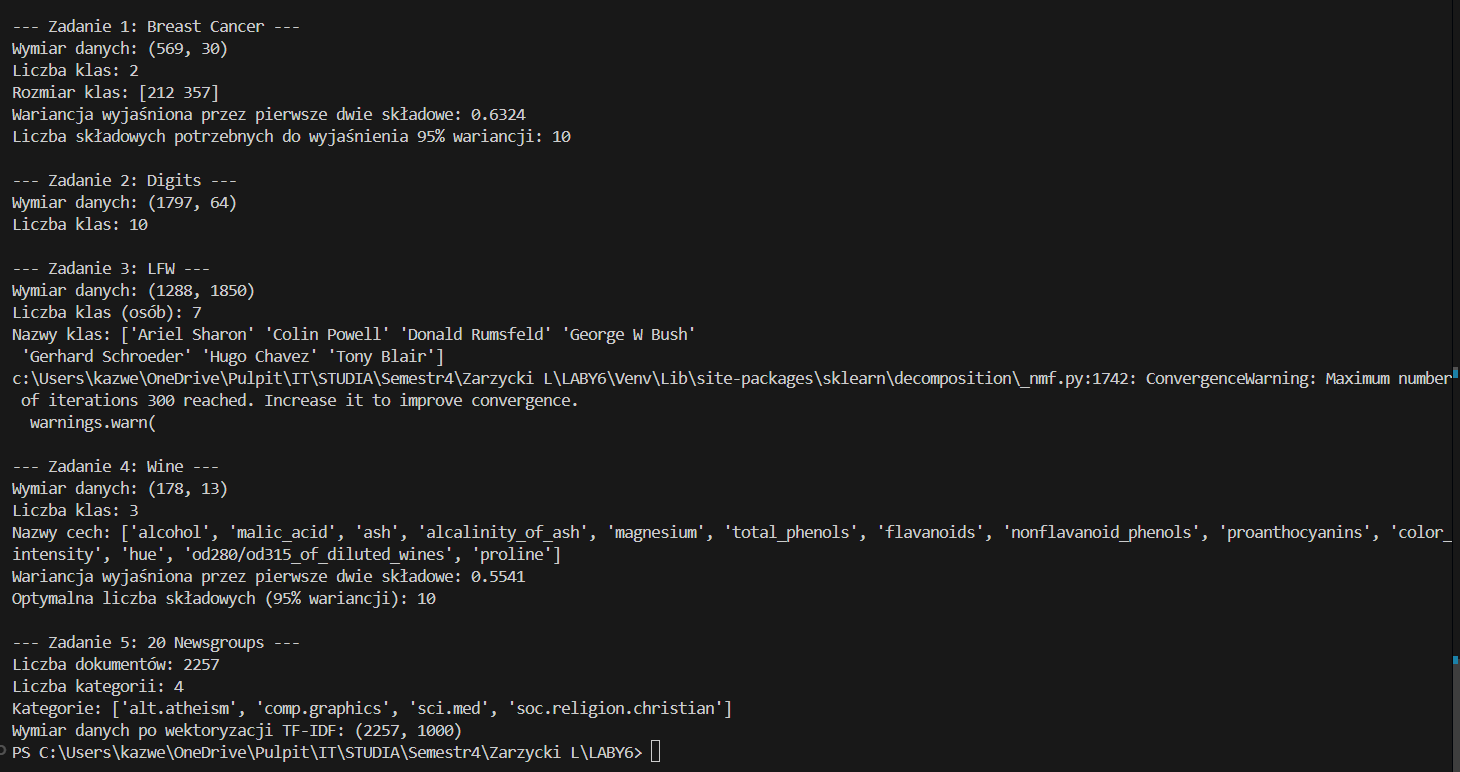 --- Zadanie 1: Breast Cancer ---
Wymiar danych: (569, 30)
Liczba klas: 2
Rozmiar klas: [212 357]
Wariancja wyjaśniona przez pierwsze dwie składowe: 0.6324
Liczba składowych potrzebnych do wyjaśnienia 95% wariancji: 10
--- Zadanie 2: Digits ---
Wymiar danych: (1797, 64)
Liczba klas: 10
--- Zadanie 3: LFW ---
Wymiar danych: (1288, 1850)
Liczba klas (osób): 7
Nazwy klas: ['Ariel Sharon' 'Colin Powell' 'Donald Rumsfeld' 'George W Bush'
 'Gerhard Schroeder' 'Hugo Chavez' 'Tony Blair']
c:\Users\kazwe\OneDrive\Pulpit\IT\STUDIA\Semestr4\Zarzycki L\LABY6\Venv\Lib\site-packages\sklearn\decomposition\_nmf.py:1742: ConvergenceWarning: Maximum number
 of iterations 300 reached. Increase it to improve convergence.
  warnings.warn(
--- Zadanie 4: Wine ---
Wymiar danych: (178, 13)
Liczba klas: 3
Nazwy cech: ['alcohol', 'malic_acid', 'ash', 'alcalinity_of_ash', 'magnesium', 'total_phenols', 'flavanoids', 'nonflavanoid_phenols', 'proanthocyanins', 'color_
intensity', 'hue', 'od280/od315_of_diluted_wines', 'proline']
Wariancja wyjaśniona przez pierwsze dwie składowe: 0.5541
Optymalna liczba składowych (95% wariancji): 10
--- Zadanie 5: 20 Newsgroups ---
Liczba dokumentów: 2257
Liczba kategorii: 4
Kategorie: ['alt.atheism', 'comp.graphics', 'sci.med', 'soc.religion.christian']
Wymiar danych po wektoryzacji TF-IDF: (2257, 1000)
PS C:\Users\kazwe\OneDrive\Pulpit\IT\STUDIA\Semestr4\Zarzycki L\LABY6>